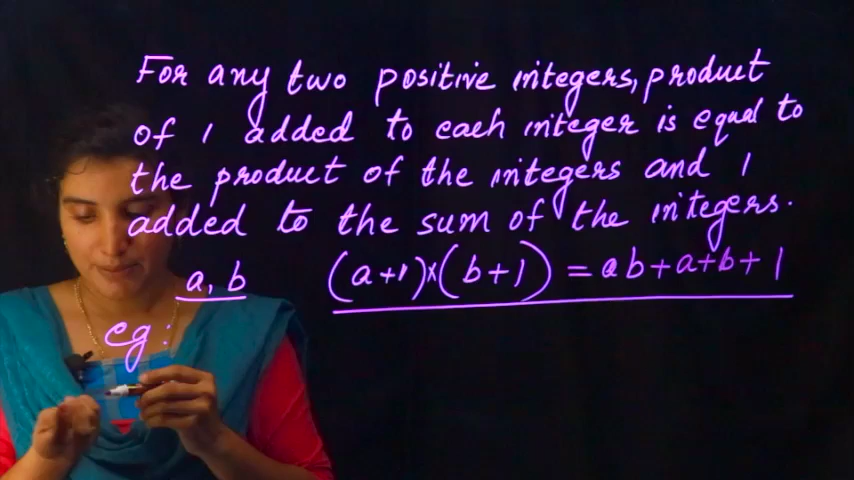 For any two positive integers, product
of 1 added to each integer is equal to
the product of the integers and 1
added to the sum of the integers.
a, b (a+1)×(b+1) = ab+a+b+1
eg: